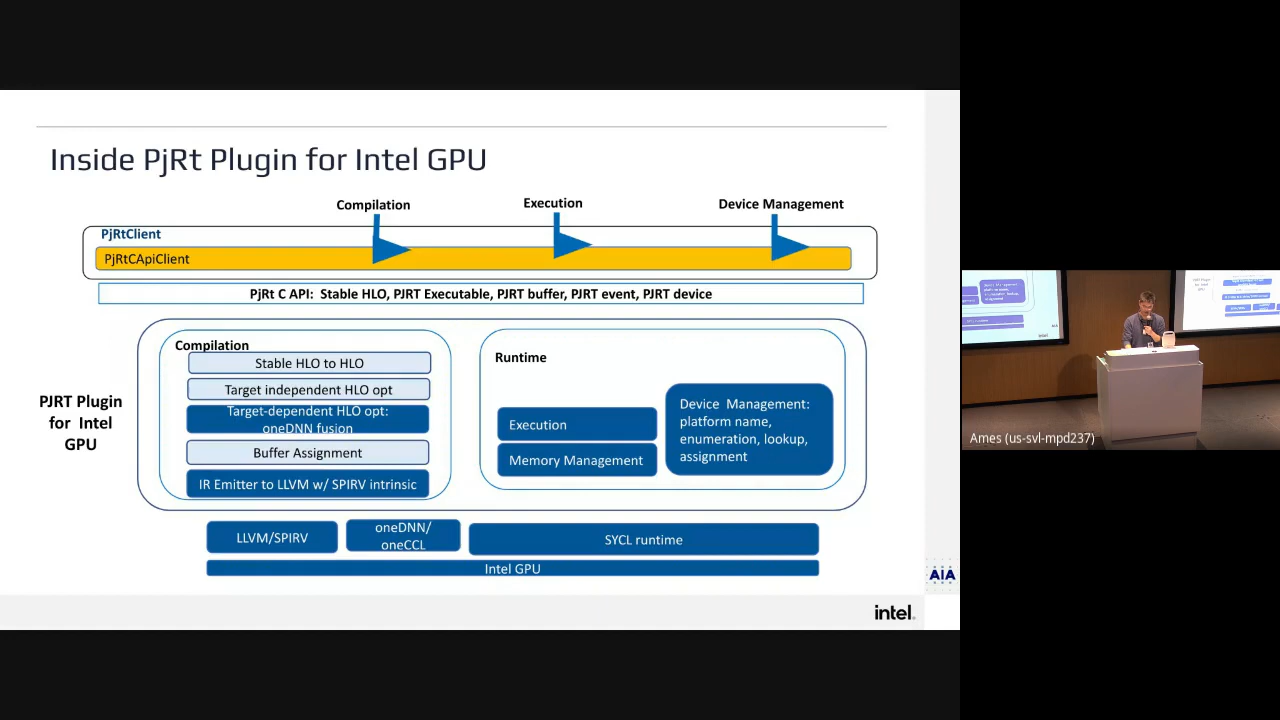 Inside PjRt Plugin for Intel GPU
Compilation
Execution
Device Management
PjRtClient
PjRtCApiClient
PjRt C API: Stable HLO, PJRT Executable, PJRT buffer, PJRT event, PJRT device
PJRT Plugin
for Intel
GPU
Compilation
Stable HLO to HLO
Target independent HLO opt
Target-dependent HLO opt:
oneDNN fusion
Buffer Assignment
IR Emitter to LLVM w/ SPIRV intrinsic
Runtime
Execution
Memory Management
Device Management:
platform name,
enumeration, lookup,
assignment
LLVM/SPIRV
oneDNN/
oneCCL
SYCL runtime
Intel GPU
AIA
intel.
Ames (us-svl-mpd237)